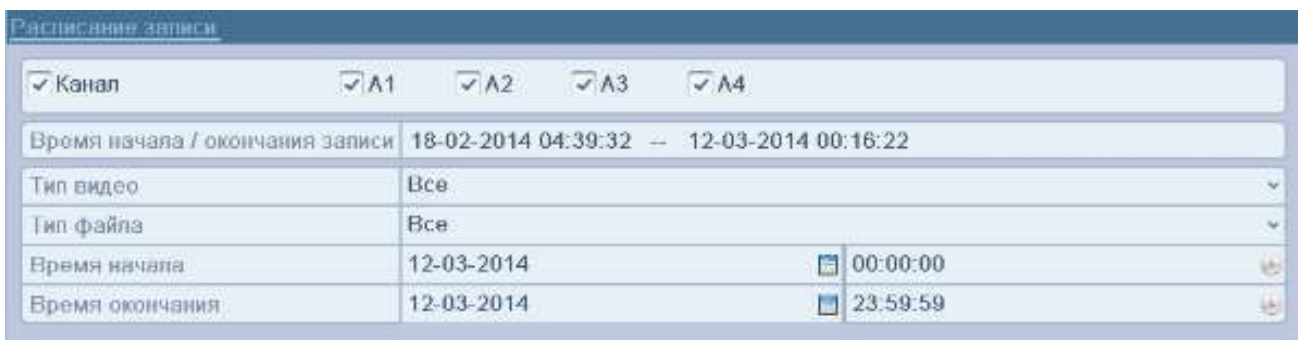 Расписание записи
Канал A1 A2 A3 A4
Время начала / окончания записи 18-02-2014 04:39:32 -- 12-03-2014 00:16:22
Тип видео Все
Тип файла Все
Время начала 12-03-2014 00:00:00
Время окончания 12-03-2014 23:59:59